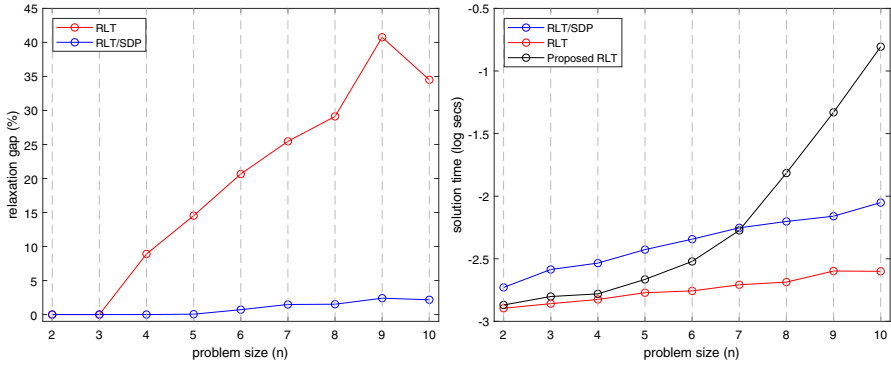 45
40
35
30
25
20
15
10
5
0
relaxation gap (%)
RLT
RLT/SDP
2 3 4 5 6 7 8 9 10
problem size (n)
-0.5
-1
-1.5
-2
-2.5
-3
solution time (log secs)
RLT/SDP
RLT
Proposed RLT
2 3 4 5 6 7 8 9 10
problem size (n)